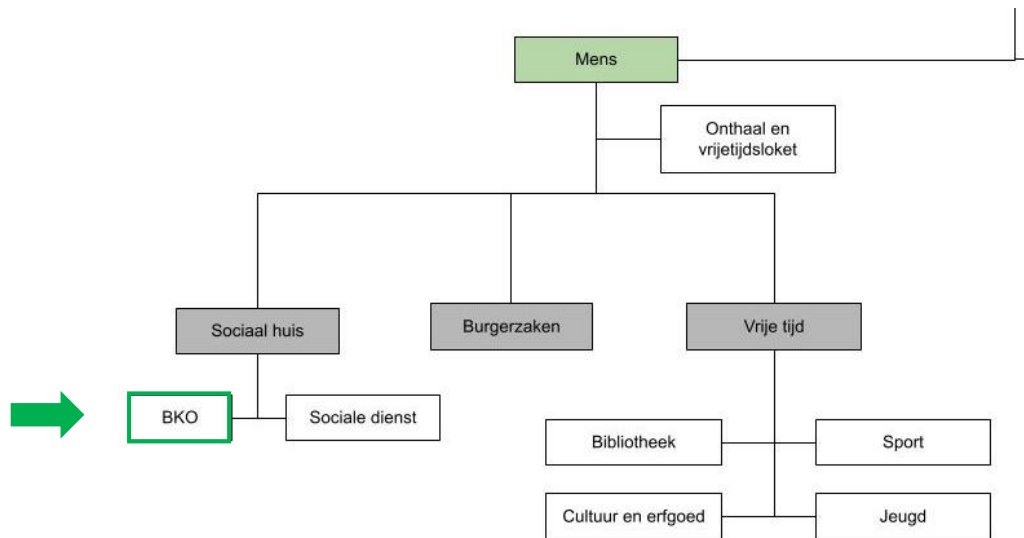 Mens
Onthaal en
vrijetijdsloket
Sociaal huis
Burgerzaken
Vrije tijd
BKO
Sociale dienst
Bibliotheek
Sport
Cultuur en erfgoed
Jeugd